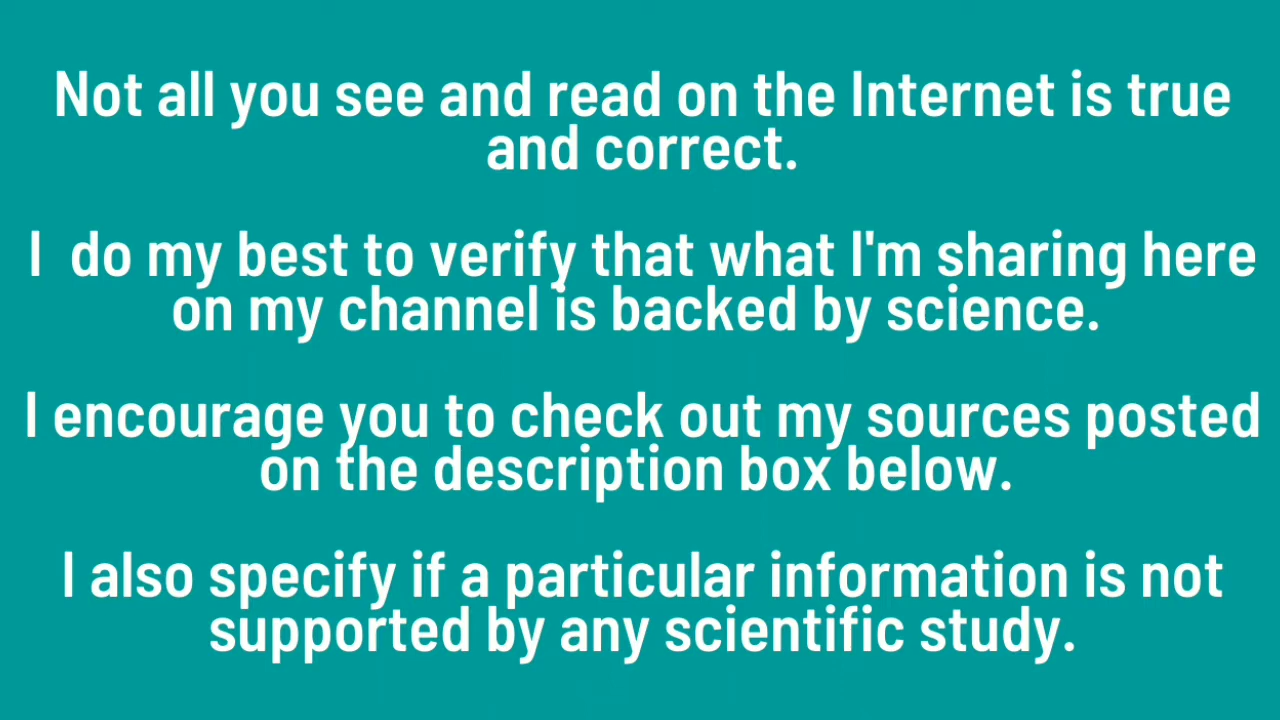 Not all you see and read on the Internet is true
and correct.
I  do my best to verify that what I'm sharing here
on my channel is backed by science.
I encourage you to check out my sources posted
on the description box below.
I also specify if a particular information is not
supported by any scientific study.